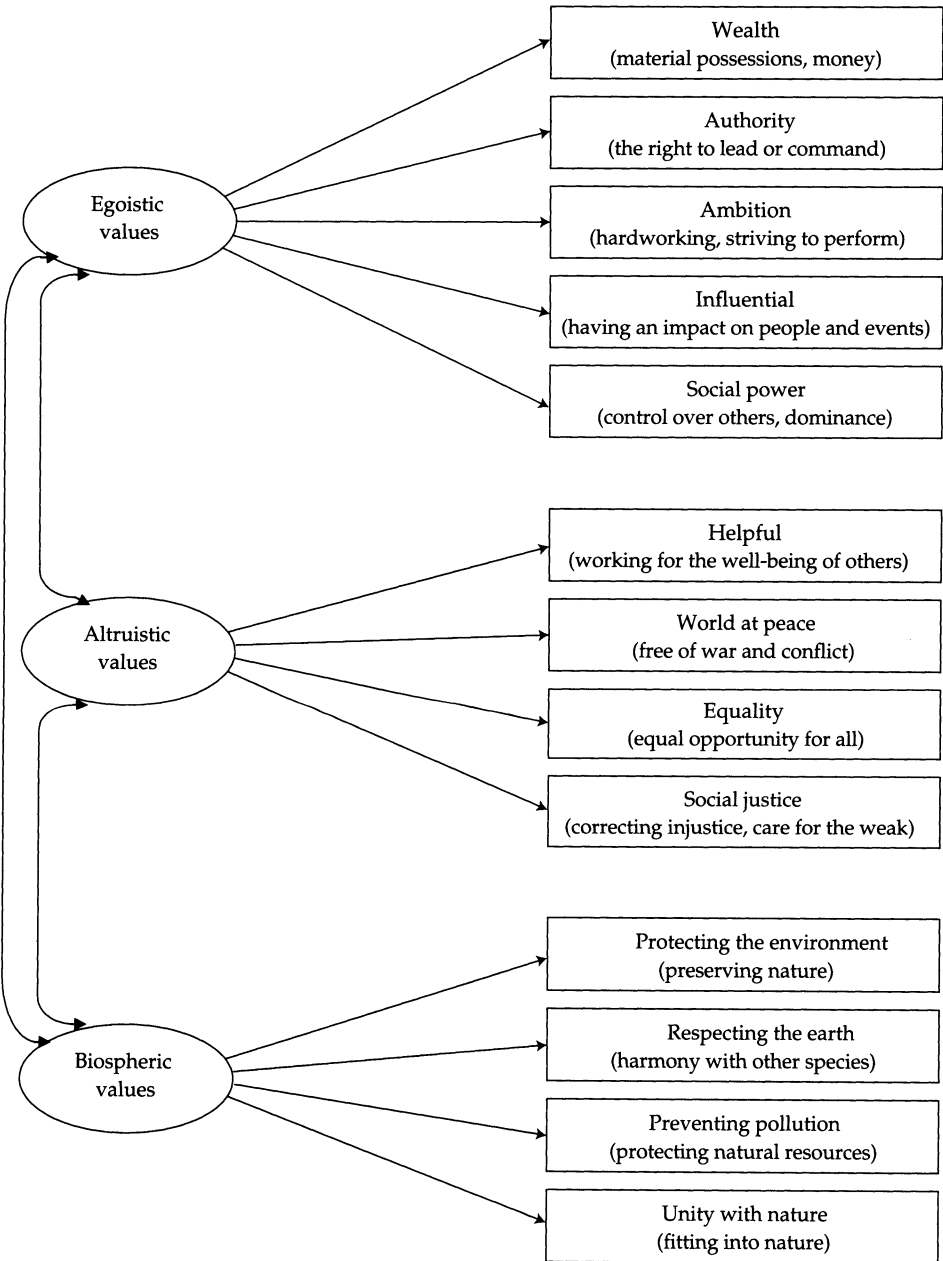 Wealth
(material possessions, money)
Authority
(the right to lead or command)
Egoistic
values
Ambition
(hardworking, striving to perform)
Influential
(having an impact on people and events)
Social power
(control over others, dominance)
Helpful
(working for the well-being of others)
Altruistic
values
World at peace
(free of war and conflict)
Equality
(equal opportunity for all)
Social justice
(correcting injustice, care for the weak)
Protecting the environment
(preserving nature)
Biospheric
values
Respecting the earth
(harmony with other species)
Preventing pollution
(protecting natural resources)
Unity with nature
(fitting into nature)